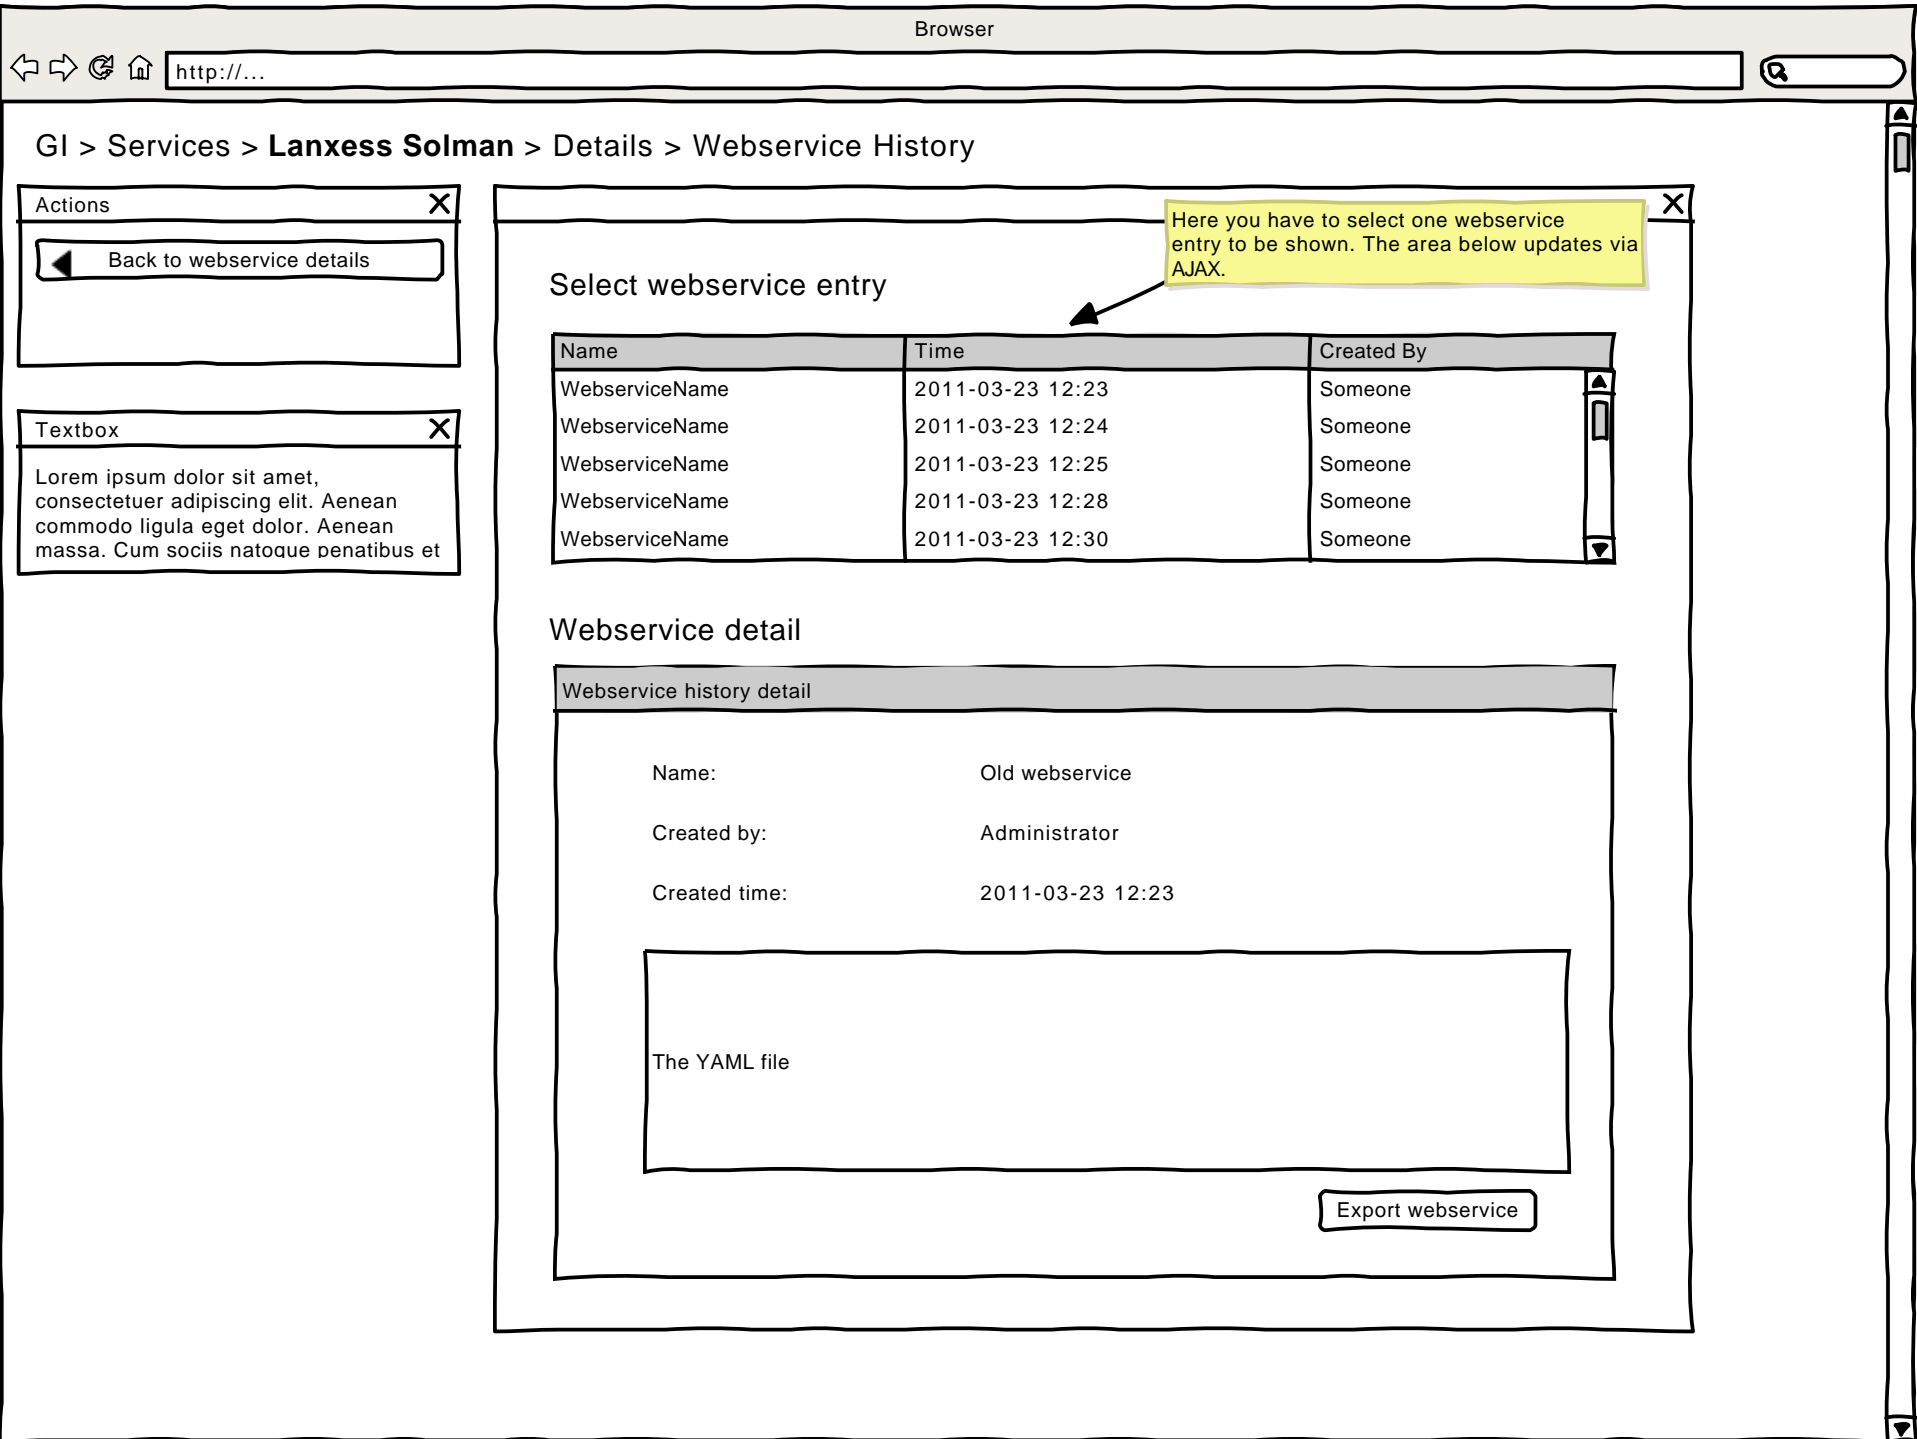 Browser
http://...
GI > Services > Lanxess Solman > Details > Webservice History
Actions
Back to webservice details
Textbox
Lorem ipsum dolor sit amet,
consectetuer adipiscing elit. Aenean
commodo ligula eget dolor. Aenean
massa. Cum sociis natoque penatibus et
Here you have to select one webservice
entry to be shown. The area below updates via
AJAX.
Select webservice entry
Name Time Created By
WebserviceName 2011-03-23 12:23 Someone
WebserviceName 2011-03-23 12:24 Someone
WebserviceName 2011-03-23 12:25 Someone
WebserviceName 2011-03-23 12:28 Someone
WebserviceName 2011-03-23 12:30 Someone
Webservice detail
Webservice history detail
Name: Old webservice
Created by: Administrator
Created time: 2011-03-23 12:23
The YAML file
Export webservice